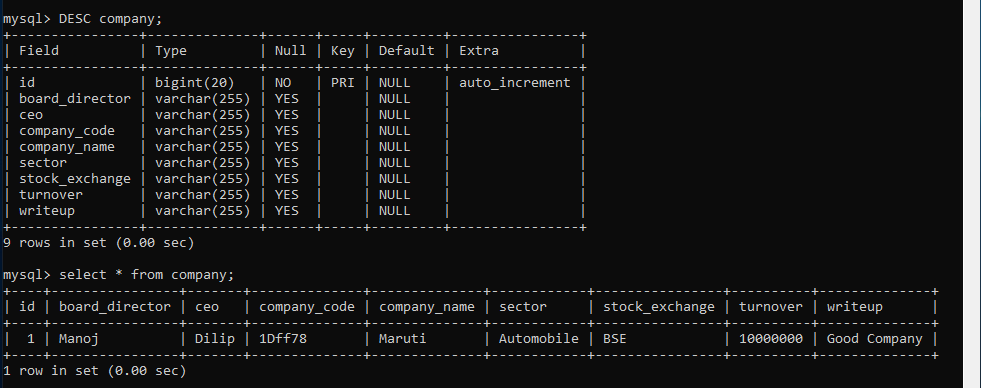 mysql> DESC company;
+----------------+--------------+------+-----+---------+----------------+
| Field          | Type         | Null | Key | Default | Extra          |
+----------------+--------------+------+-----+---------+----------------+
| id             | bigint(20)   | NO   | PRI | NULL    | auto_increment |
| board_director | varchar(255) | YES  |     | NULL    |                |
| ceo            | varchar(255) | YES  |     | NULL    |                |
| company_code   | varchar(255) | YES  |     | NULL    |                |
| company_name   | varchar(255) | YES  |     | NULL    |                |
| sector         | varchar(255) | YES  |     | NULL    |                |
| stock_exchange | varchar(255) | YES  |     | NULL    |                |
| turnover       | varchar(255) | YES  |     | NULL    |                |
| writeup        | varchar(255) | YES  |     | NULL    |                |
+----------------+--------------+------+-----+---------+----------------+
9 rows in set (0.00 sec)
mysql> select * from company;
+----+----------------+-------+--------------+--------------+------------+----------------+----------+--------------+
| id | board_director | ceo   | company_code | company_name | sector     | stock_exchange | turnover | writeup      |
+----+----------------+-------+--------------+--------------+------------+----------------+----------+--------------+
|  1 | Manoj          | Dilip | 1Dff78       | Maruti       | Automobile | BSE            | 10000000 | Good Company |
+----+----------------+-------+--------------+--------------+------------+----------------+----------+--------------+
1 row in set (0.00 sec)